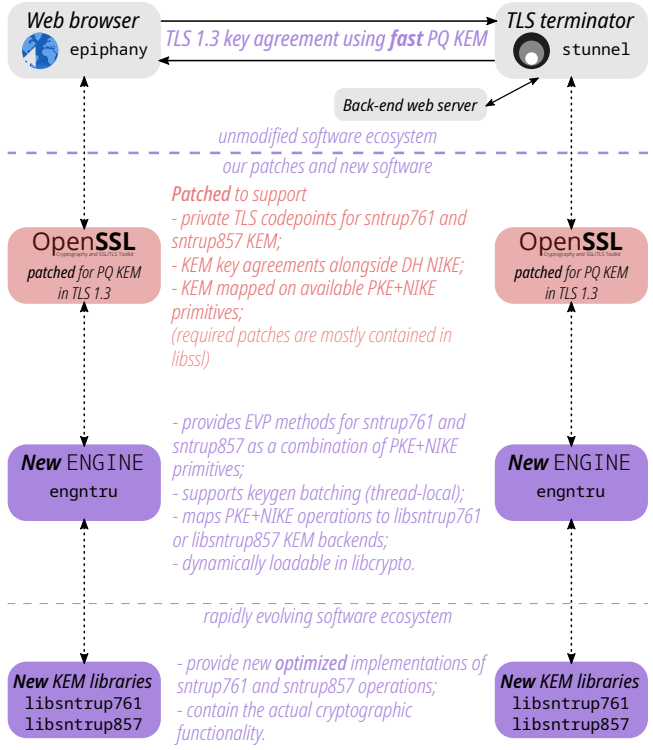 Web browser
epiphany
TLS 1.3 key agreement using fast PQ KEM
TLS terminator
stunnel
Back-end web server
unmodified software ecosystem
our patches and new software
OpenSSL
Cryptography and SSL/TLS Toolkit
patched for PQ KEM
in TLS 1.3
Patched to support
- private TLS codepoints for sntrup761 and
sntrup857 KEM;
- KEM key agreements alongside DH NIKE;
- KEM mapped on available PKE+NIKE
primitives;
(required patches are mostly contained in
libssl)
OpenSSL
Cryptography and SSL/TLS Toolkit
patched for PQ KEM
in TLS 1.3
New ENGINE
engntru
- provides EVP methods for sntrup761 and
sntrup857 as a combination of PKE+NIKE
primitives;
- supports keygen batching (thread-local);
- maps PKE+NIKE operations to libsntrup761
or libsntrup857 KEM backends;
- dynamically loadable in libcrypto.
New ENGINE
engntru
rapidly evolving software ecosystem
New KEM libraries
libsntrup761
libsntrup857
- provide new optimized implementations of
sntrup761 and sntrup857 operations;
- contain the actual cryptographic
functionality.
New KEM libraries
libsntrup761
libsntrup857